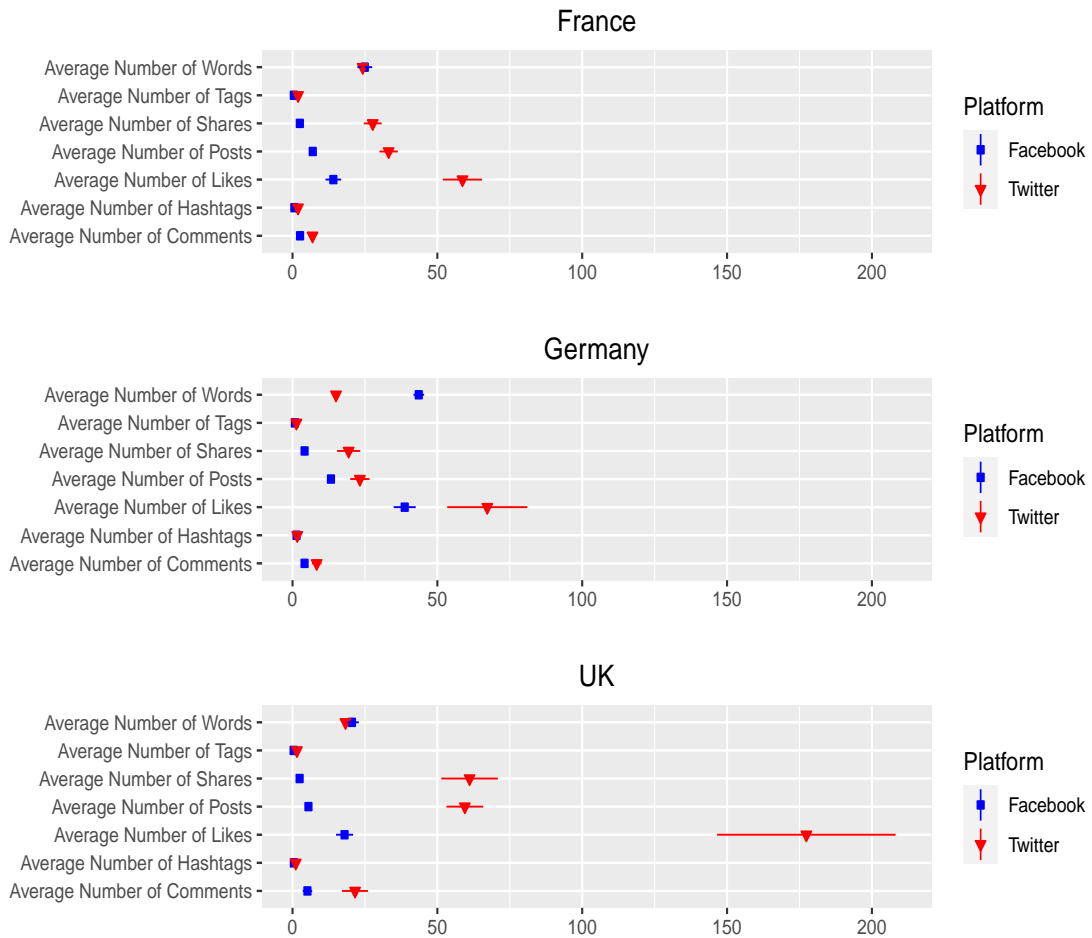 France
Average Number of Words
Average Number of Tags
Average Number of Shares
Average Number of Posts
Average Number of Likes
Average Number of Hashtags
Average Number of Comments
0 50 100 150 200
Platform
Facebook
Twitter
Germany
Average Number of Words
Average Number of Tags
Average Number of Shares
Average Number of Posts
Average Number of Likes
Average Number of Hashtags
Average Number of Comments
0 50 100 150 200
Platform
Facebook
Twitter
UK
Average Number of Words
Average Number of Tags
Average Number of Shares
Average Number of Posts
Average Number of Likes
Average Number of Hashtags
Average Number of Comments
0 50 100 150 200
Platform
Facebook
Twitter